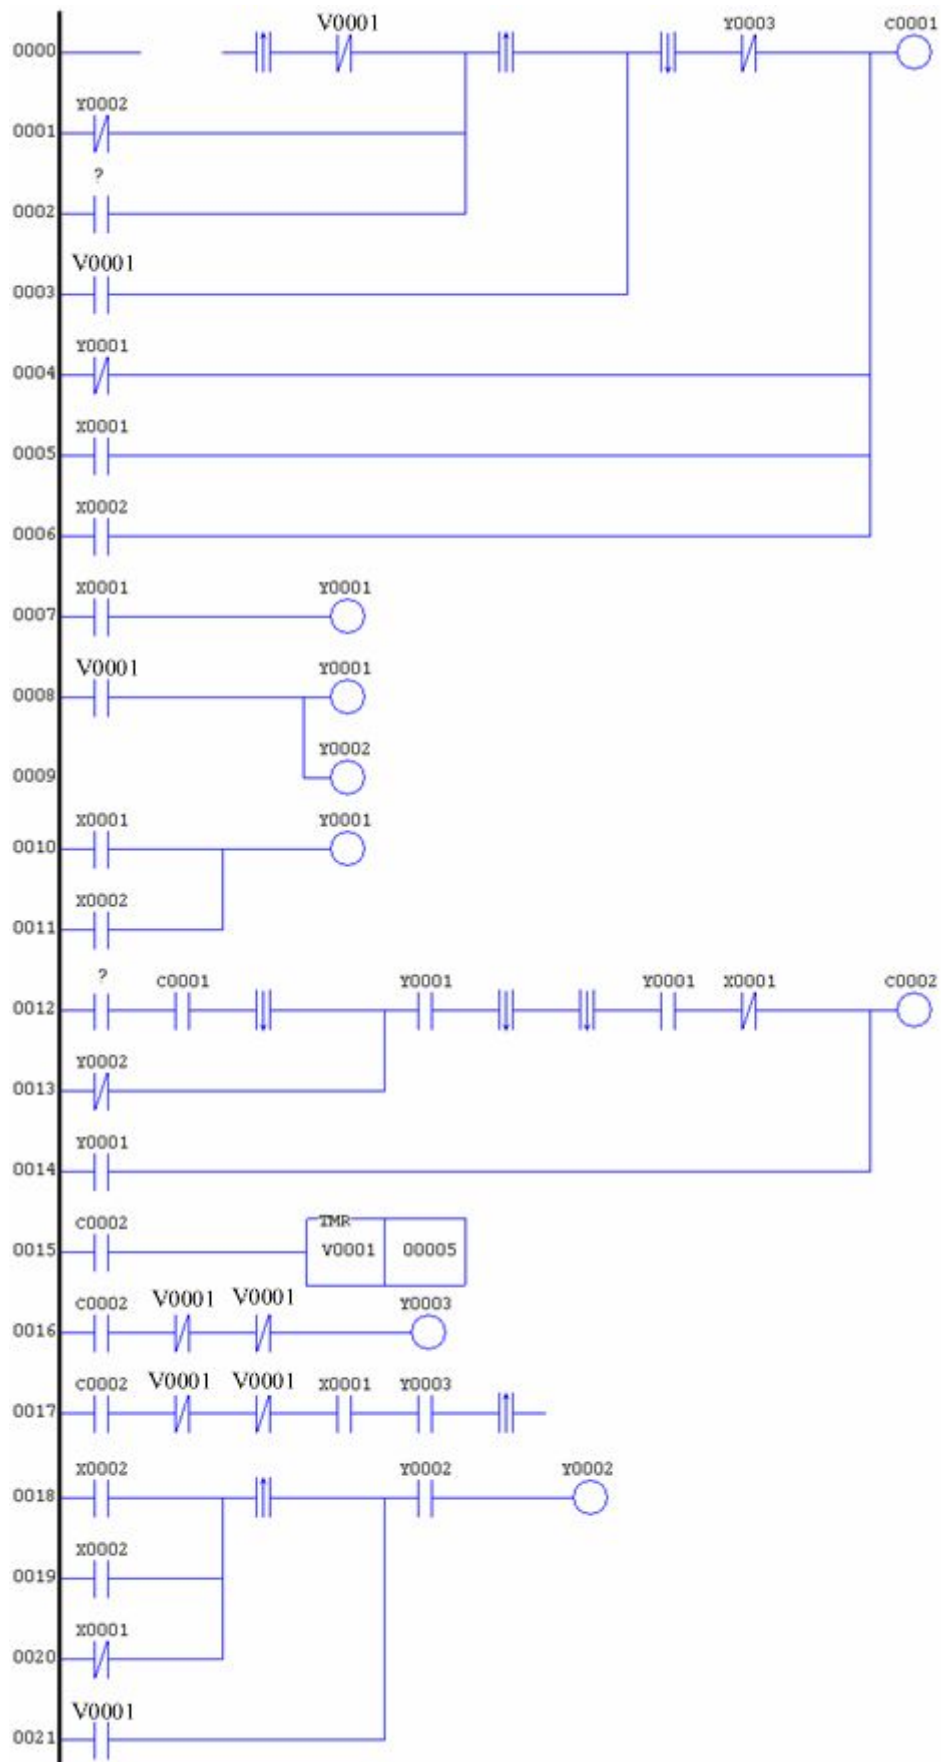 V0001 Y0003 C0001
0000
Y0002
0001
?
0002
V0001
0003
Y0001
0004
X0001
0005
X0002
0006
X0001 Y0001
0007
V0001 Y0001
0008
Y0002
0009
X0001 Y0001
0010
X0002
0011
? C0001 Y0001 Y0001 X0001 C0002
0012
Y0002
0013
Y0001
0014
C0002 TMR
0015 V0001 00005
C0002 V0001 V0001 Y0003
0016
C0002 V0001 V0001 X0001 Y0003
0017
X0002 Y0002 Y0002
0018
X0002
0019
X0001
0020
V0001
0021